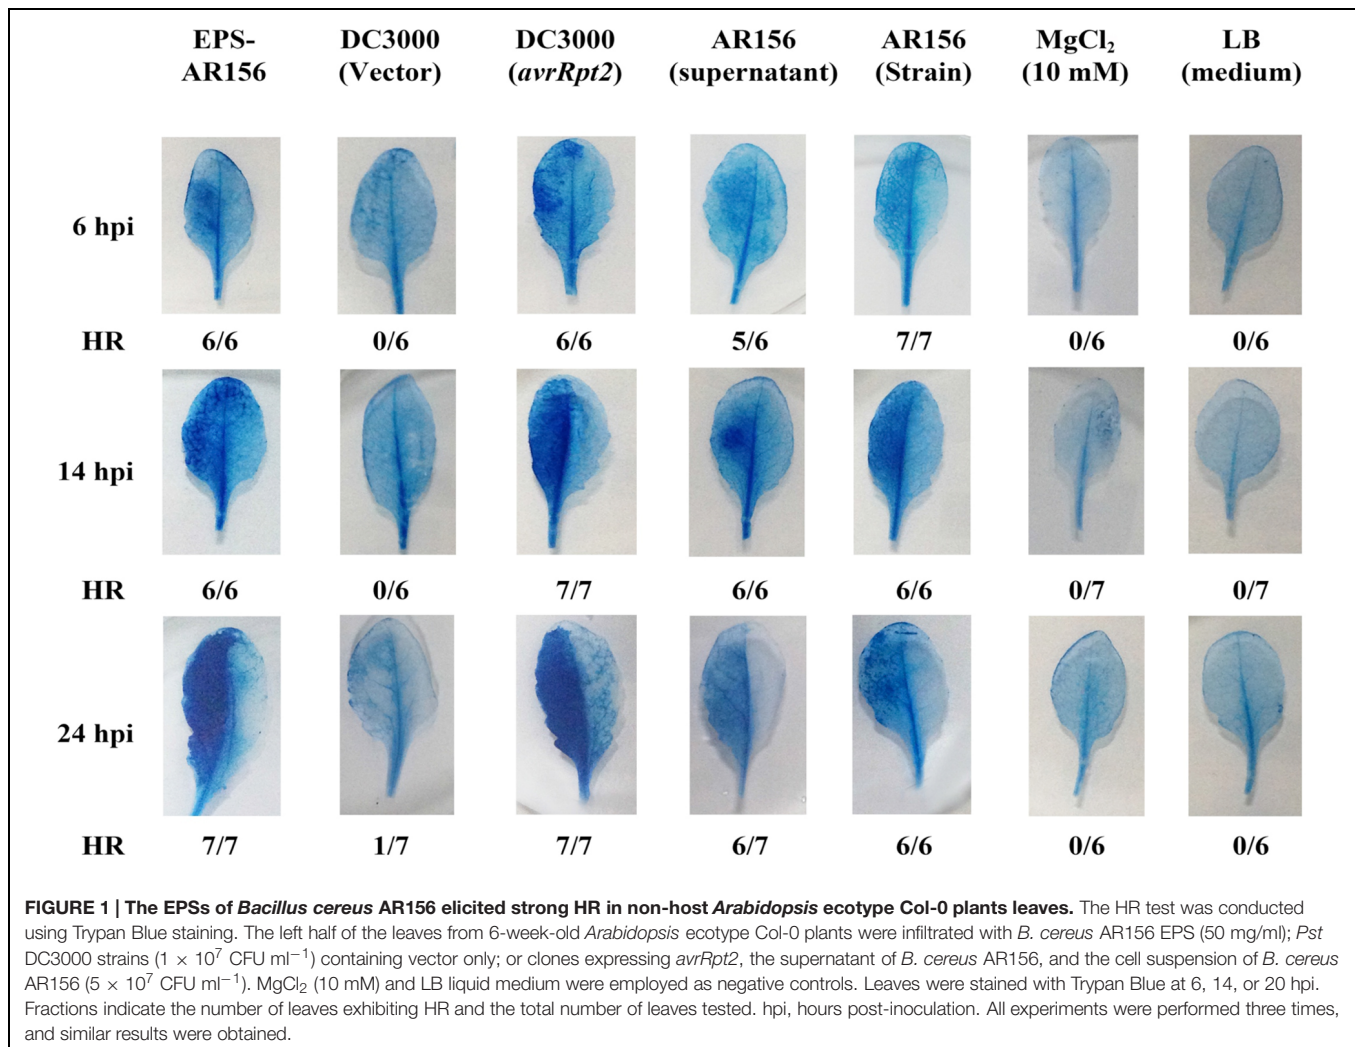 EPS-AR156 DC3000 (Vector) DC3000 (avrRpt2) AR156 (supernatant) AR156 (Strain) MgCl₂ (10 mM) LB (medium)
6 hpi
HR 6/6 0/6 6/6 5/6 7/7 0/6 0/6
14 hpi
HR 6/6 0/6 7/7 6/6 6/6 0/7 0/7
24 hpi
HR 7/7 1/7 7/7 6/7 6/6 0/6 0/6
FIGURE 1 | The EPSs of Bacillus cereus AR156 elicited strong HR in non-host Arabidopsis ecotype Col-0 plants leaves. The HR test was conducted
using Trypan Blue staining. The left half of the leaves from 6-week-old Arabidopsis ecotype Col-0 plants were infiltrated with B. cereus AR156 EPS (50 mg/ml); Pst
DC3000 strains (1 × 10⁷ CFU ml⁻¹) containing vector only; or clones expressing avrRpt2, the supernatant of B. cereus AR156, and the cell suspension of B. cereus
AR156 (5 × 10⁷ CFU ml⁻¹). MgCl₂ (10 mM) and LB liquid medium were employed as negative controls. Leaves were stained with Trypan Blue at 6, 14, or 20 hpi.
Fractions indicate the number of leaves exhibiting HR and the total number of leaves tested. hpi, hours post-inoculation. All experiments were performed three times,
and similar results were obtained.